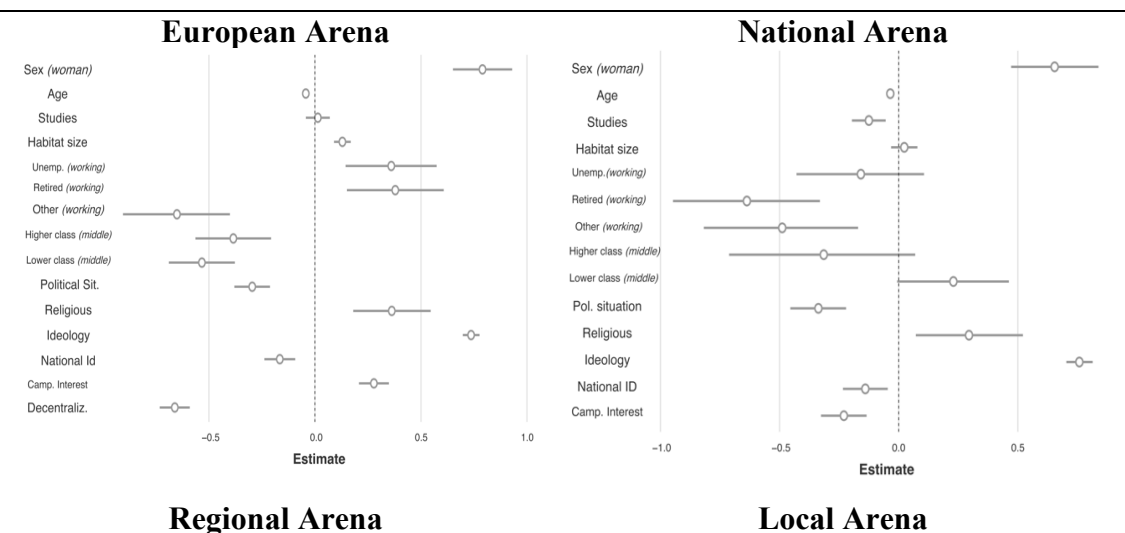 European Arena
Sex (woman)
Age
Studies
Habitat size
Unemp. (working)
Retired (working)
Other (working)
Higher class (middle)
Lower class (middle)
Political Sit.
Religious
Ideology
National Id
Camp. Interest
Decentraliz.
−0.5 0.0 0.5 1.0
Estimate
National Arena
Sex (woman)
Age
Studies
Habitat size
Unemp.(working)
Retired (working)
Other (working)
Higher class (middle)
Lower class (middle)
Pol. situation
Religious
Ideology
National ID
Camp. Interest
−1.0 −0.5 0.0 0.5
Estimate
Regional Arena
Local Arena